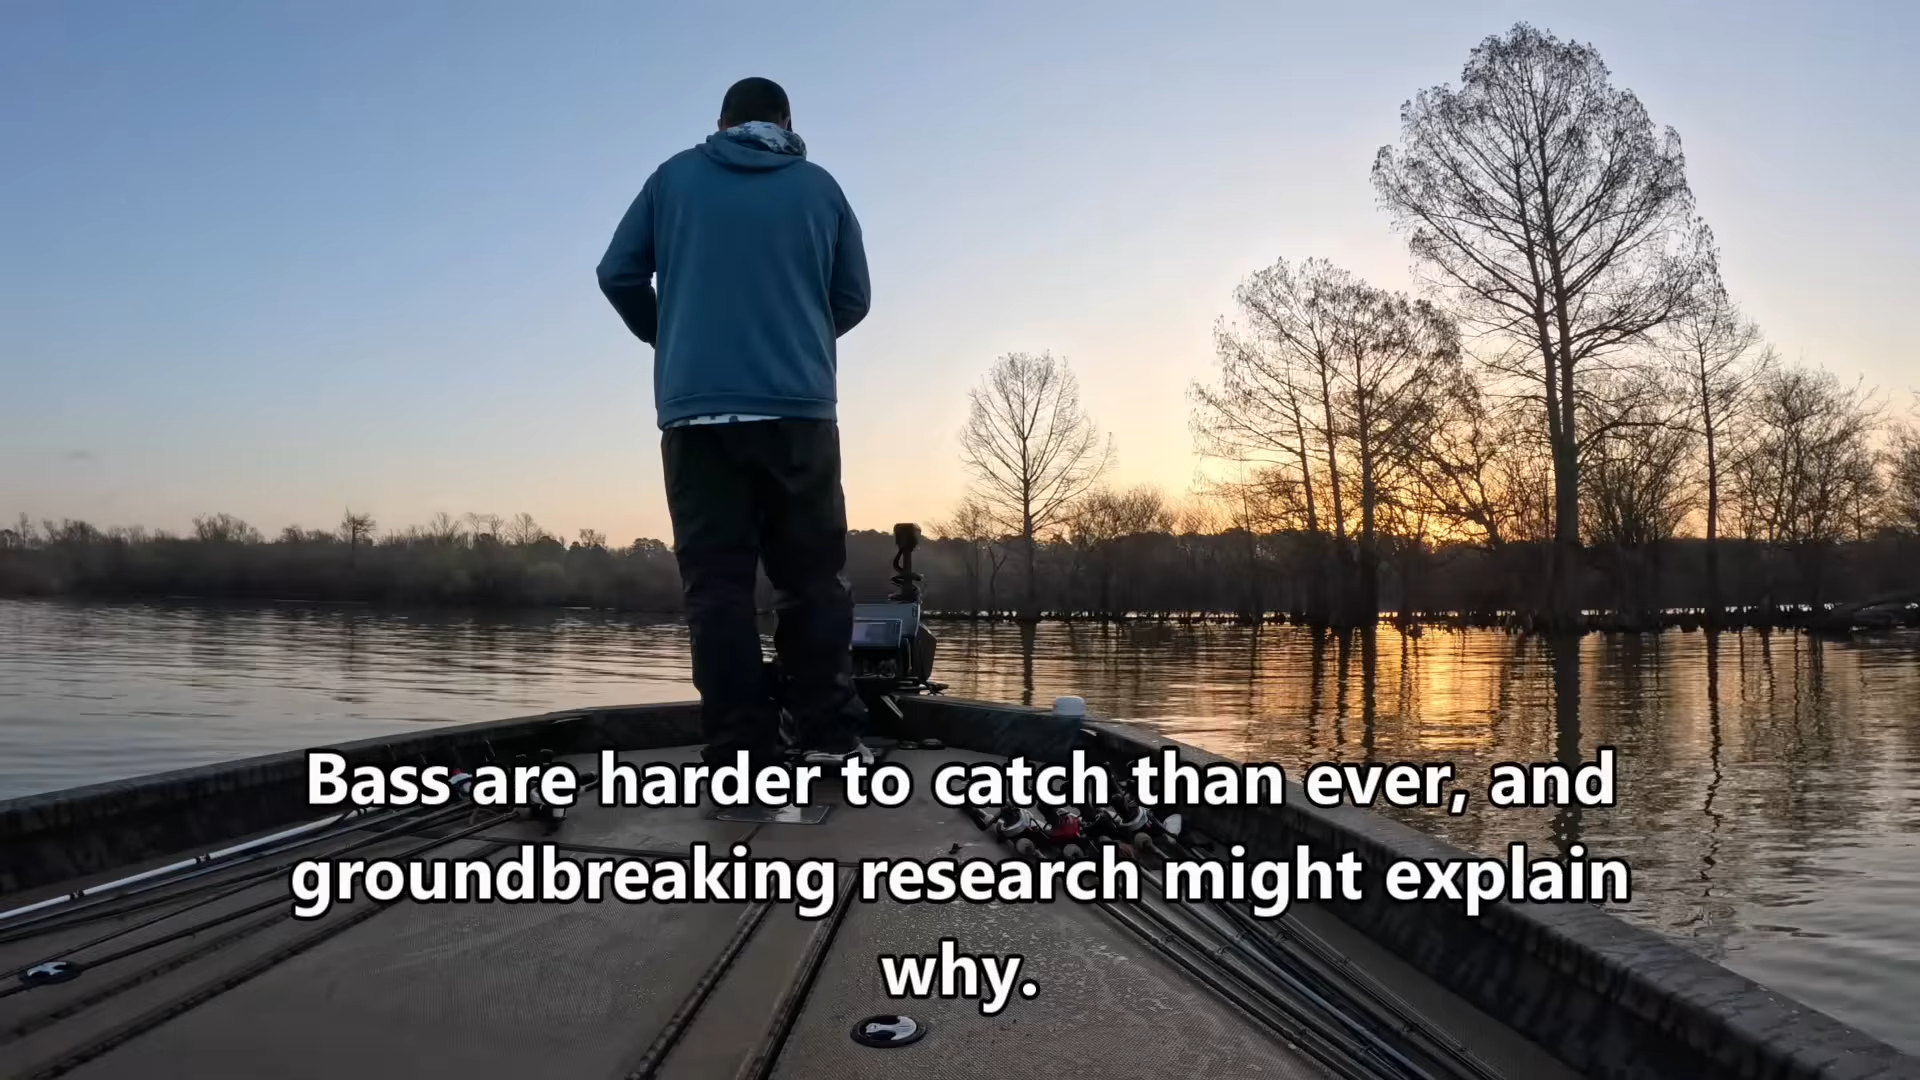 Bass are harder to catch than ever, and
groundbreaking research might explain
why.